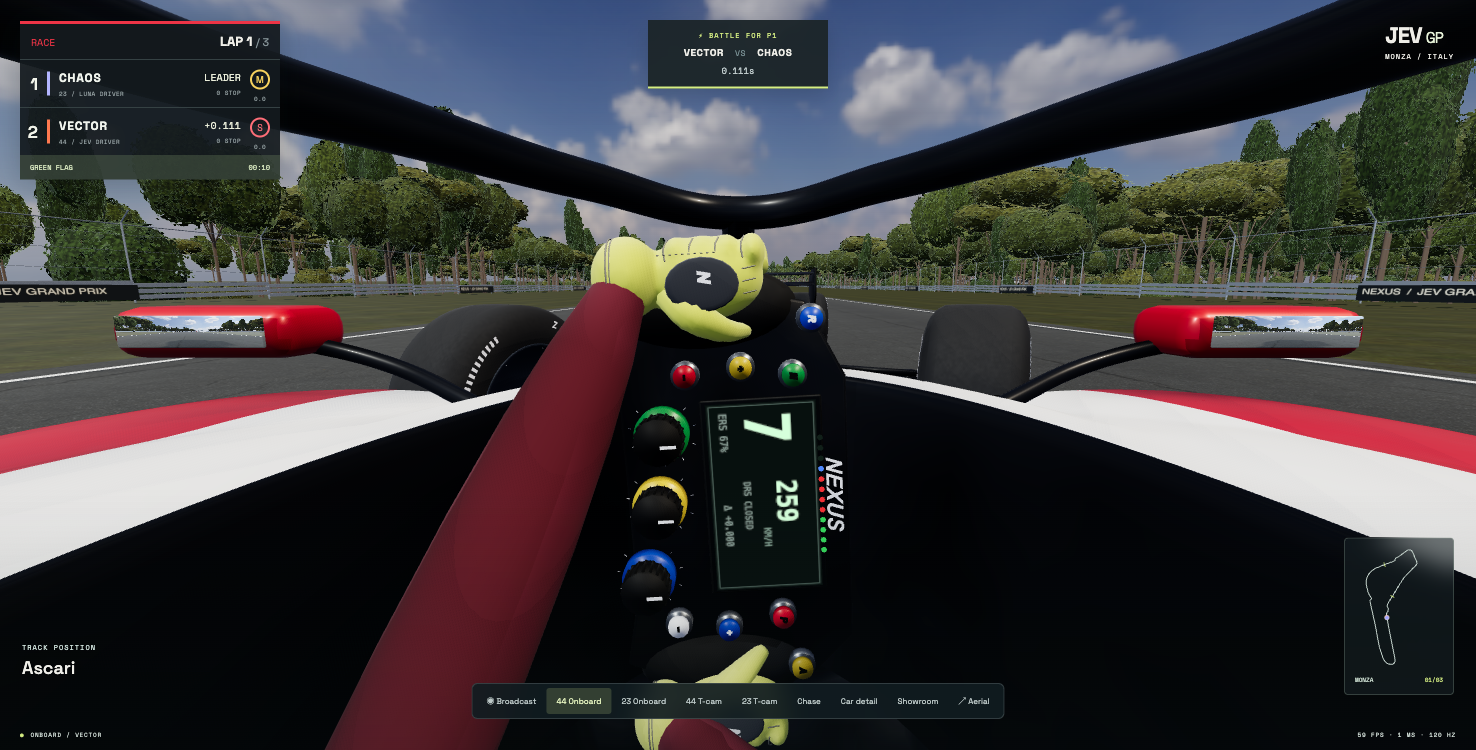 RACE
LAP 1 / 3
1 CHAOS LEADER M
23 / LUNA DRIVER 0 STOP 0.0
2 VECTOR +0.111 S
44 / JEV DRIVER 0 STOP 0.0
GREEN FLAG 00:10
⚡ BATTLE FOR P1
VECTOR VS CHAOS
0.111s
JEV GP
MONZA / ITALY
JEV GRAND PRIX
NEXUS / JEV GRA
N
R
7
259
KM/H
ERS 67%
DRS CLOSED
Δ +0.000
NEXUS
P
TRACK POSITION
Ascari
MONZA 01/03
Broadcast
44 Onboard
23 Onboard
44 T-cam
23 T-cam
Chase
Car detail
Showroom
Aerial
ONBOARD / VECTOR
59 FPS · 1 MS · 120 HZ